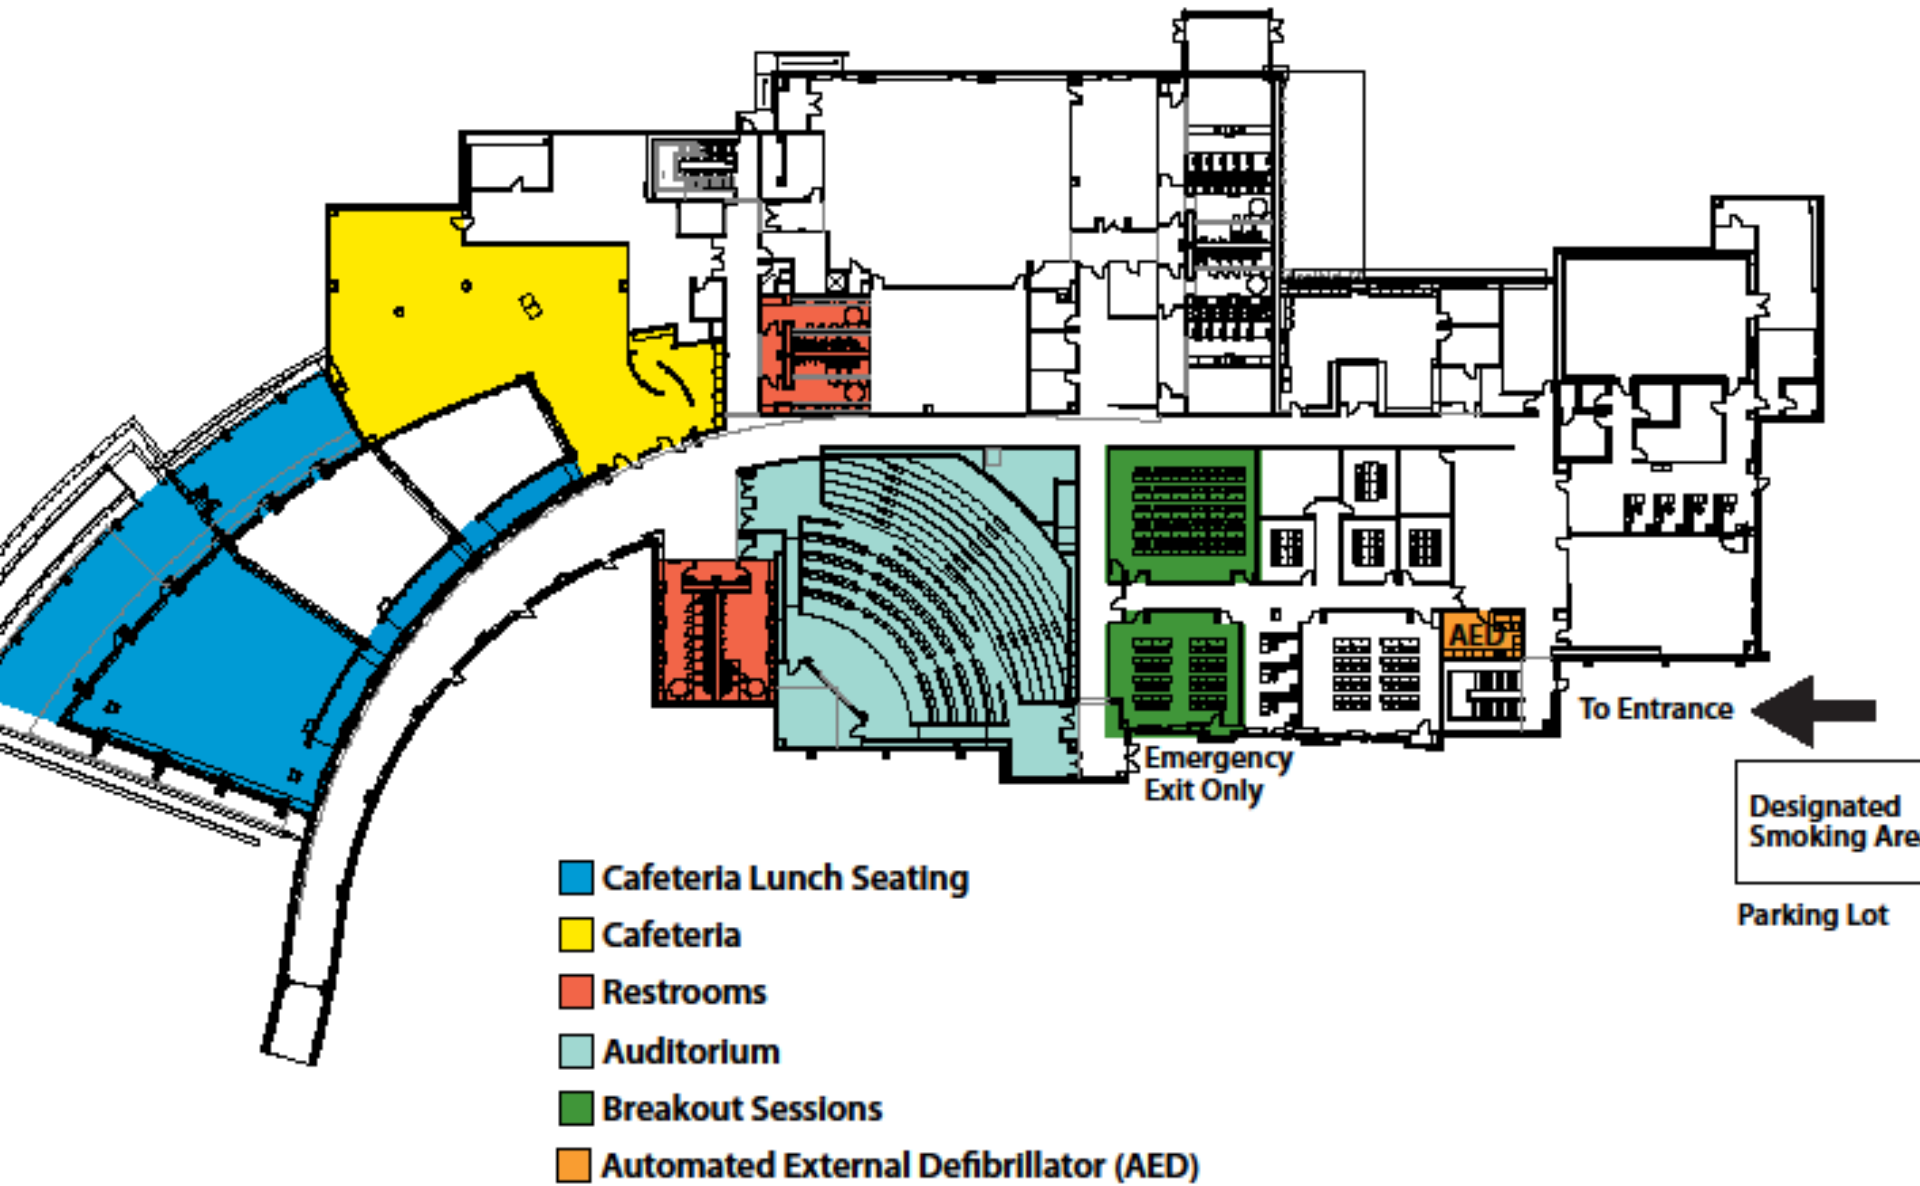 AED
To Entrance
Emergency
Exit Only
Designated
Smoking Are
Parking Lot
Cafeteria Lunch Seating
Cafeteria
Restrooms
Auditorium
Breakout Sessions
Automated External Defibrillator (AED)